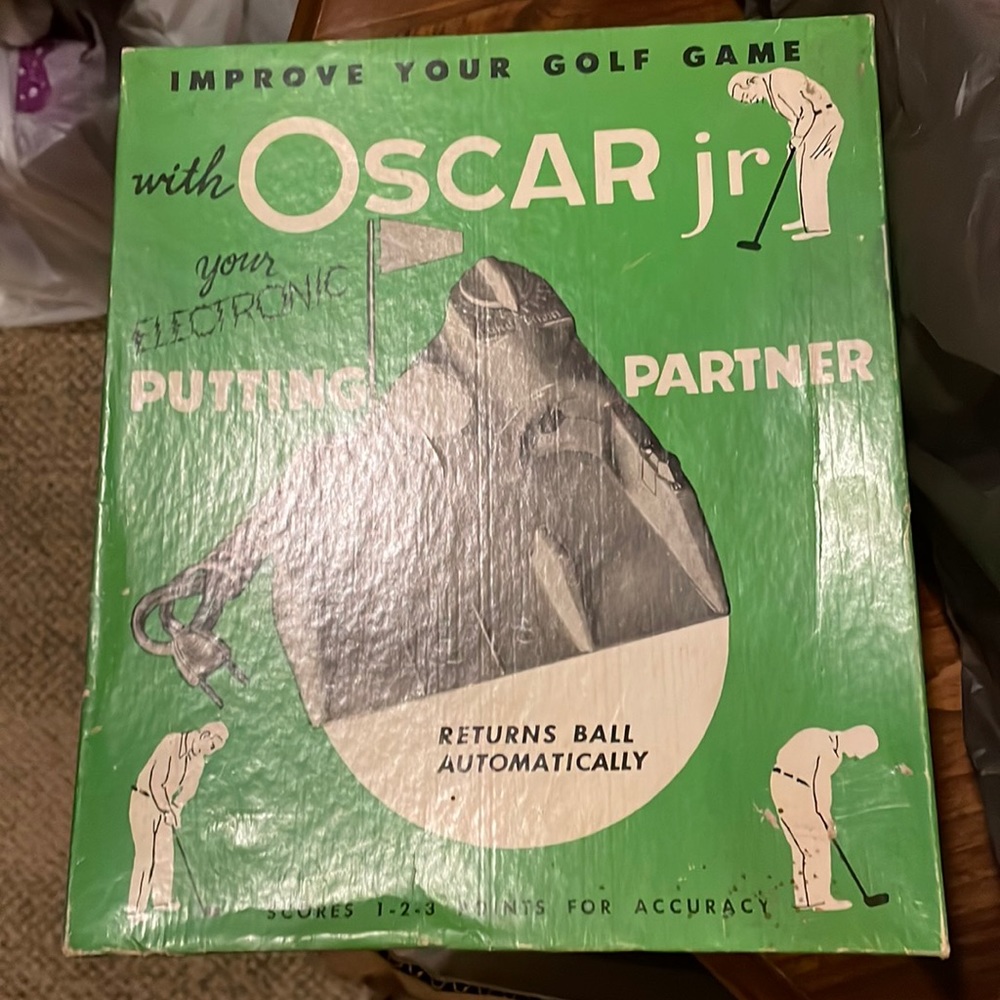 IMPROVE YOUR GOLF GAME
with OSCAR jr
your
ELECTRONIC
PUTTING PARTNER
RETURNS BALL
AUTOMATICALLY
SCORES 1-2-3 POINTS FOR ACCURACY